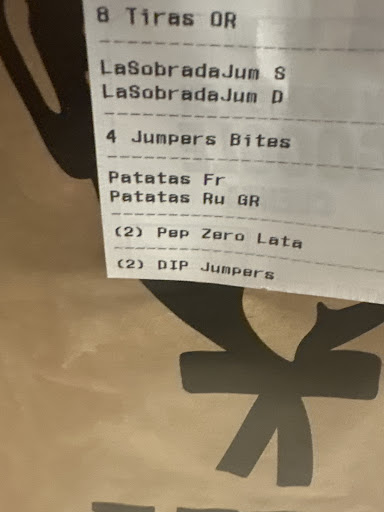 8 Tiras OR
LaSobradaJum S
LaSobradaJum D
4 Jumpers Bites
Patatas Fr
Patatas Ru GR
(2) Pep Zero Lata
(2) DIP Jumpers